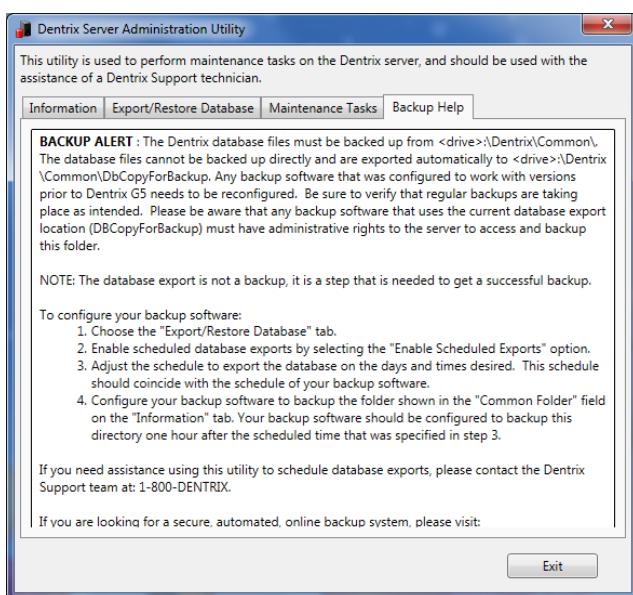 Dentrix Server Administration Utility
This utility is used to perform maintenance tasks on the Dentrix server, and should be used with the
assistance of a Dentrix Support technician.
Information Export/Restore Database Maintenance Tasks Backup Help
BACKUP ALERT : The Dentrix database files must be backed up from <drive>:\Dentrix\Common\.
The database files cannot be backed up directly and are exported automatically to <drive>:\Dentrix
\Common\DbCopyForBackup. Any backup software that was configured to work with versions
prior to Dentrix G5 needs to be reconfigured.  Be sure to verify that regular backups are taking
place as intended.  Please be aware that any backup software that uses the current database export
location (DBCopyForBackup) must have administrative rights to the server to access and backup
this folder.
NOTE: The database export is not a backup, it is a step that is needed to get a successful backup.
To configure your backup software:
1. Choose the "Export/Restore Database" tab.
2. Enable scheduled database exports by selecting the "Enable Scheduled Exports" option.
3. Adjust the schedule to export the database on the days and times desired.  This schedule
should coincide with the schedule of your backup software.
4. Configure your backup software to backup the folder shown in the "Common Folder" field
on the "Information" tab. Your backup software should be configured to backup this
directory one hour after the scheduled time that was specified in step 3.
If you need assistance using this utility to schedule database exports, please contact the Dentrix
Support team at: 1-800-DENTRIX.
If you are looking for a secure, automated, online backup system, please visit:
Exit